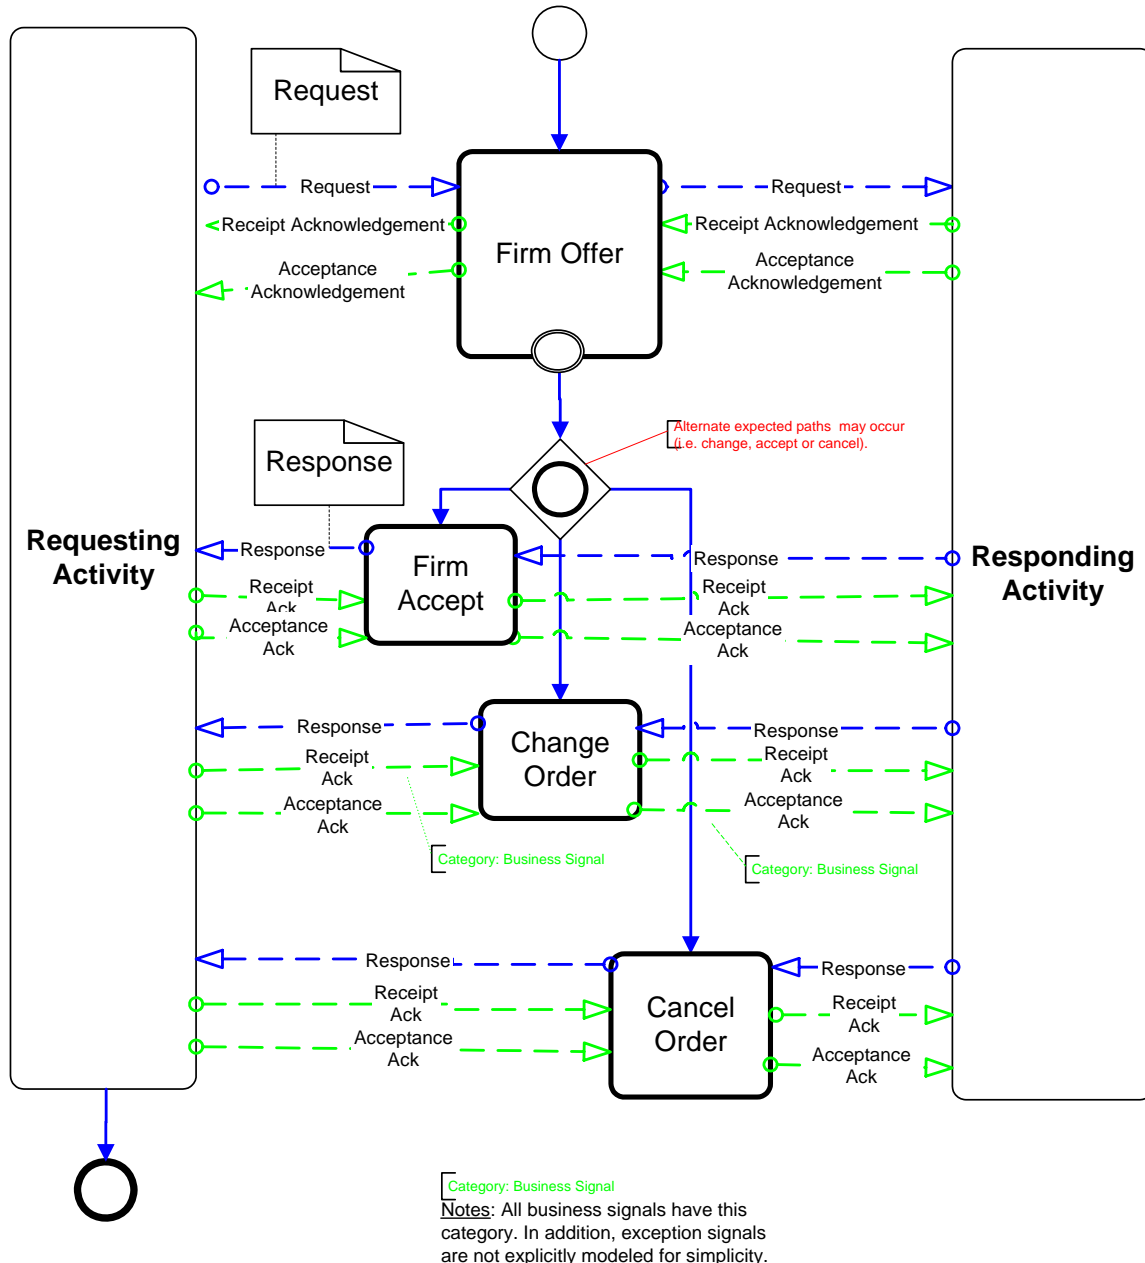 Request
Request
Request
Receipt Acknowledgement
Receipt Acknowledgement
Firm Offer
Acceptance
Acknowledgement
Acceptance
Acknowledgement
Alternate expected paths  may occur
(i.e. change, accept or cancel).
Response
Requesting
Activity
Responding
Activity
Response
Firm
Accept
Response
Receipt
Ack
Receipt
Ack
Acceptance
Ack
Acceptance
Ack
Response
Change
Order
Response
Receipt
Ack
Receipt
Ack
Acceptance
Ack
Acceptance
Ack
Category: Business Signal
Category: Business Signal
Response
Cancel
Order
Response
Receipt
Ack
Receipt
Ack
Acceptance
Ack
Acceptance
Ack
Category: Business Signal
Notes: All business signals have this
category. In addition, exception signals
are not explicitly modeled for simplicity.